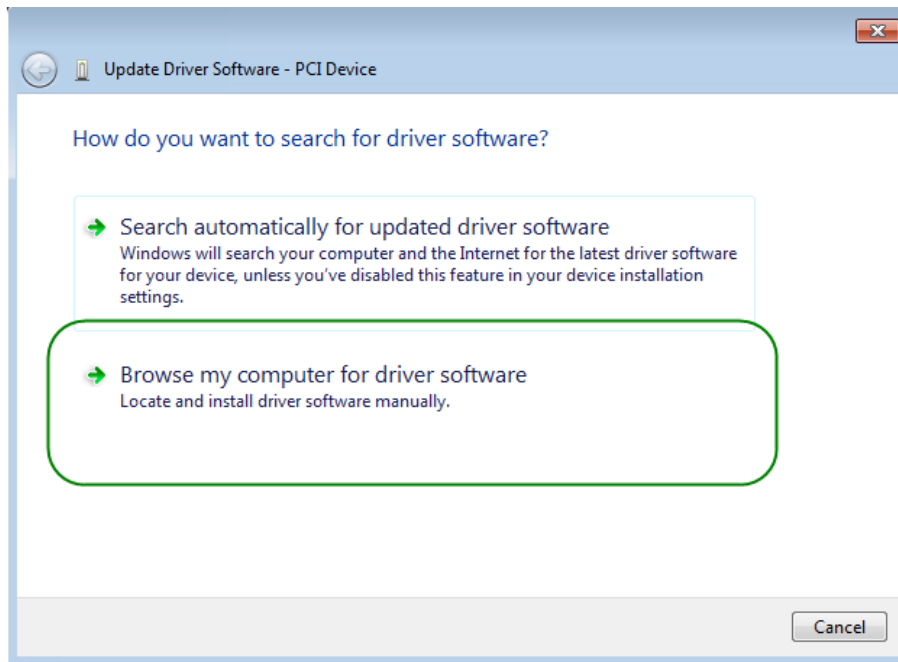 Update Driver Software - PCI Device
How do you want to search for driver software?
Search automatically for updated driver software
Windows will search your computer and the Internet for the latest driver software
for your device, unless you've disabled this feature in your device installation
settings.
Browse my computer for driver software
Locate and install driver software manually.
Cancel